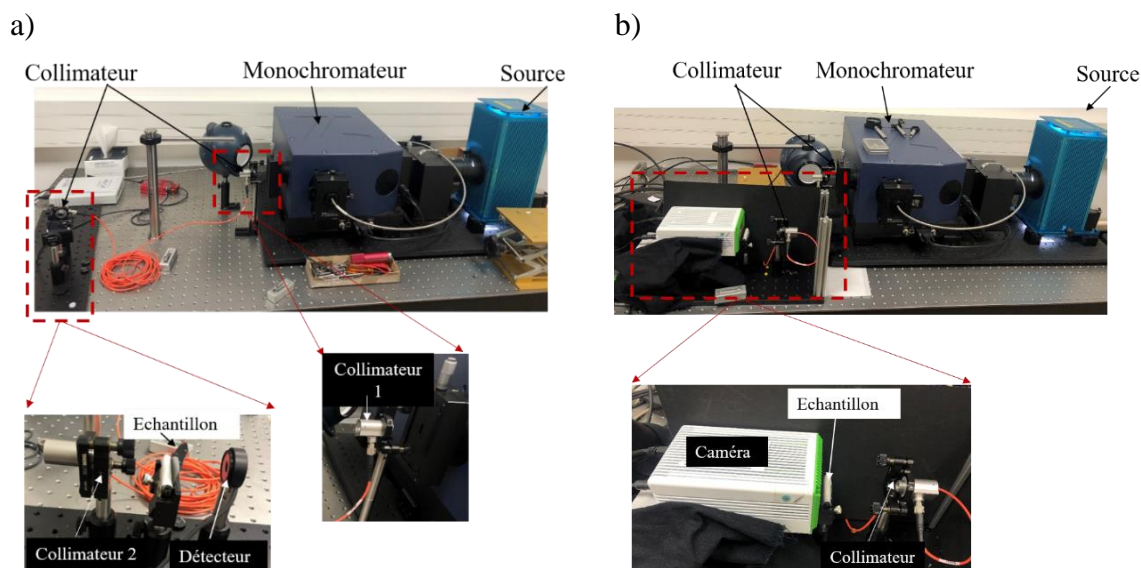 a)
Collimateur
Monochromateur
Source
Collimateur
1
Echantillon
Collimateur 2
Détecteur
b)
Collimateur
Monochromateur
Source
Echantillon
Caméra
Collimateur